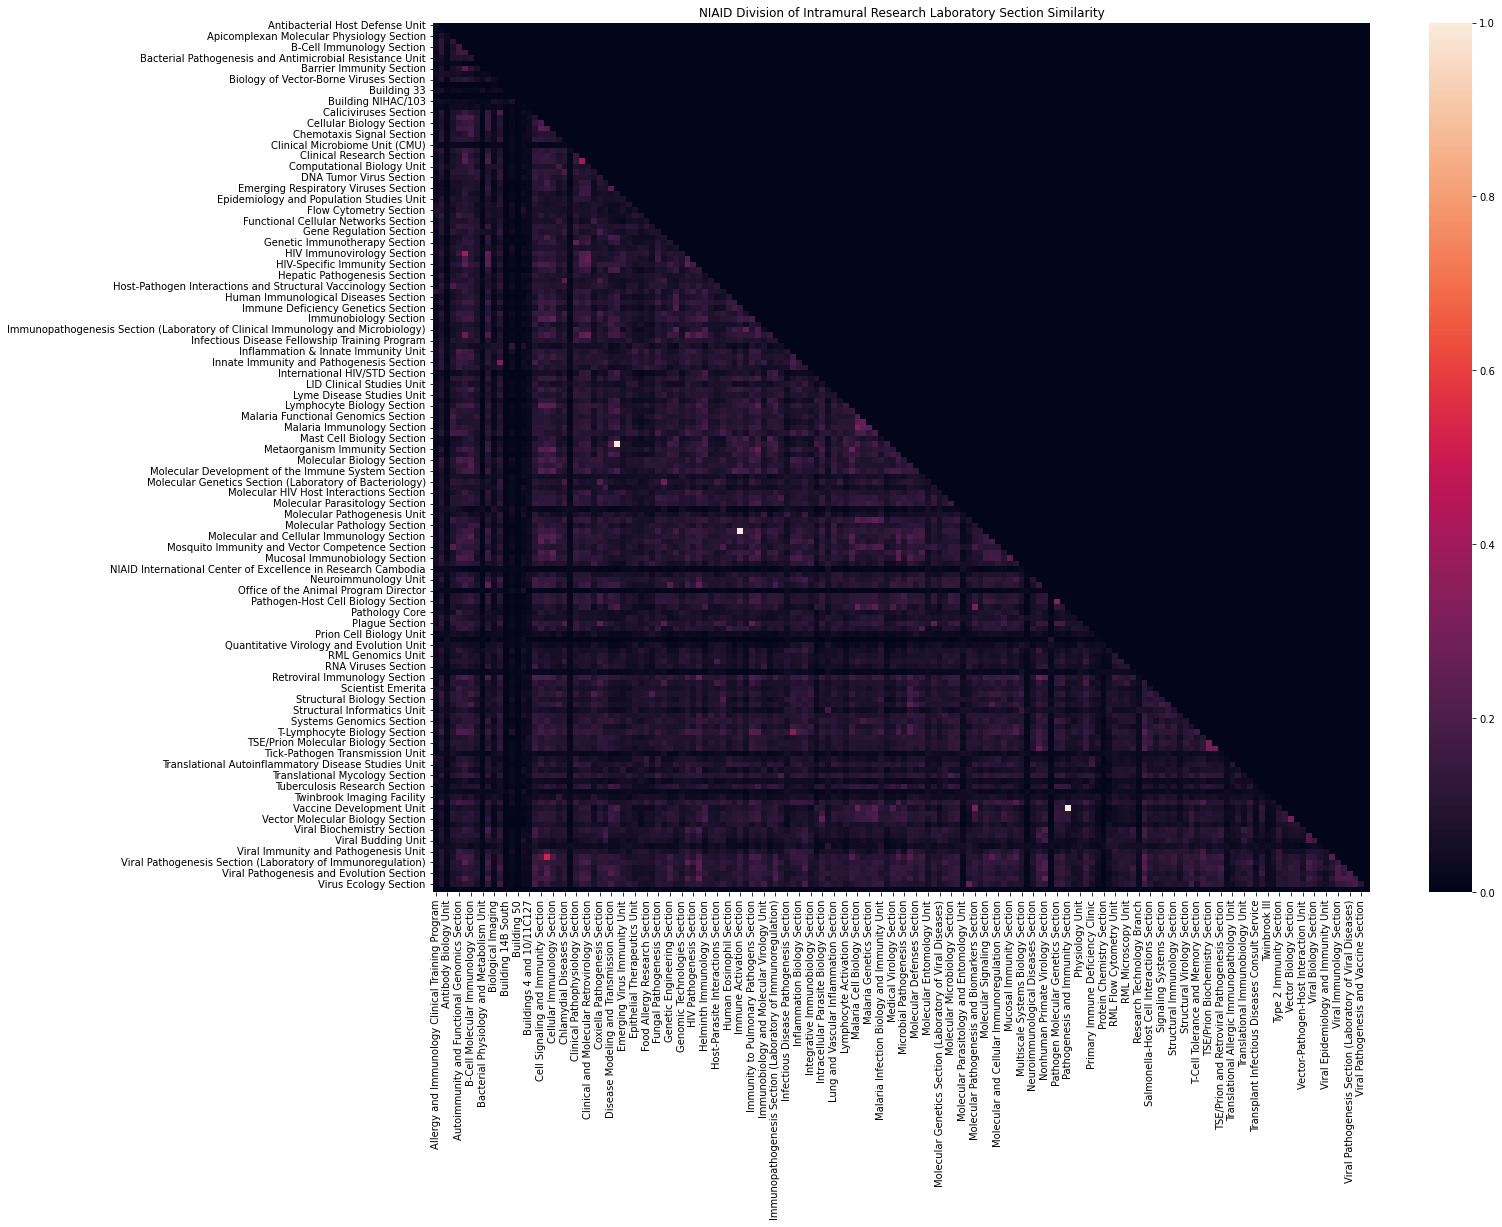 NIAID Division of Intramural Research Laboratory Section Similarity
Antibacterial Host Defense Unit
Apicomplexan Molecular Physiology Section
B-Cell Immunology Section
Bacterial Pathogenesis and Antimicrobial Resistance Unit
Barrier Immunity Section
Biology of Vector-Borne Viruses Section
Building 33
Building NIHAC/103
Caliciviruses Section
Cellular Biology Section
Chemotaxis Signal Section
Clinical Microbiome Unit (CMU)
Clinical Research Section
Computational Biology Unit
DNA Tumor Virus Section
Emerging Respiratory Viruses Section
Epidemiology and Population Studies Unit
Flow Cytometry Section
Functional Cellular Networks Section
Gene Regulation Section
Genetic Immunotherapy Section
HIV Immunovirology Section
HIV-Specific Immunity Section
Hepatic Pathogenesis Section
Host-Pathogen Interactions and Structural Vaccinology Section
Human Immunological Diseases Section
Immune Deficiency Genetics Section
Immunobiology Section
Immunopathogenesis Section (Laboratory of Clinical Immunology and Microbiology)
Infectious Disease Fellowship Training Program
Inflammation & Innate Immunity Unit
Innate Immunity and Pathogenesis Section
International HIV/STD Section
LID Clinical Studies Unit
Lyme Disease Studies Unit
Lymphocyte Biology Section
Malaria Functional Genomics Section
Malaria Immunology Section
Mast Cell Biology Section
Metaorganism Immunity Section
Molecular Biology Section
Molecular Development of the Immune System Section
Molecular Genetics Section (Laboratory of Bacteriology)
Molecular HIV Host Interactions Section
Molecular Parasitology Section
Molecular Pathogenesis Unit
Molecular Pathology Section
Molecular and Cellular Immunology Section
Mosquito Immunity and Vector Competence Section
Mucosal Immunobiology Section
NIAID International Center of Excellence in Research Cambodia
Neuroimmunology Unit
Office of the Animal Program Director
Pathogen-Host Cell Biology Section
Pathology Core
Plague Section
Prion Cell Biology Unit
Quantitative Virology and Evolution Unit
RML Genomics Unit
RNA Viruses Section
Retroviral Immunology Section
Scientist Emerita
Structural Biology Section
Structural Informatics Unit
Systems Genomics Section
T-Lymphocyte Biology Section
TSE/Prion Molecular Biology Section
Tick-Pathogen Transmission Unit
Translational Autoinflammatory Disease Studies Unit
Translational Mycology Section
Tuberculosis Research Section
Twinbrook Imaging Facility
Vaccine Development Unit
Vector Molecular Biology Section
Viral Biochemistry Section
Viral Budding Unit
Viral Immunity and Pathogenesis Unit
Viral Pathogenesis Section (Laboratory of Immunoregulation)
Viral Pathogenesis and Evolution Section
Virus Ecology Section
Allergy and Immunology Clinical Training Program
Antibody Biology Unit
Autoimmunity and Functional Genomics Section
B-Cell Molecular Immunology Section
Bacterial Physiology and Metabolism Unit
Biological Imaging
Building 14B South
Building 50
Buildings 4 and 10/11C127
Cell Signaling and Immunity Section
Cellular Immunology Section
Chlamydial Diseases Section
Clinical Pathophysiology Section
Clinical and Molecular Retrovirology Section
Coxiella Pathogenesis Section
Disease Modeling and Transmission Section
Emerging Virus Immunity Unit
Epithelial Therapeutics Unit
Food Allergy Research Section
Fungal Pathogenesis Section
Genetic Engineering Section
Genomic Technologies Section
HIV Pathogenesis Section
Helminth Immunology Section
Host-Parasite Interactions Section
Human Eosinophil Section
Immune Activation Section
Immunity to Pulmonary Pathogens Section
Immunobiology and Molecular Virology Unit
Immunopathogenesis Section (Laboratory of Immunoregulation)
Infectious Disease Pathogenesis Section
Inflammation Biology Section
Integrative Immunobiology Section
Intracellular Parasite Biology Section
Lung and Vascular Inflammation Section
Lymphocyte Activation Section
Malaria Cell Biology Section
Malaria Genetics Section
Malaria Infection Biology and Immunity Unit
Medical Virology Section
Microbial Pathogenesis Section
Molecular Defenses Section
Molecular Entomology Unit
Molecular Genetics Section (Laboratory of Viral Diseases)
Molecular Microbiology Section
Molecular Parasitology and Entomology Unit
Molecular Pathogenesis and Biomarkers Section
Molecular Signaling Section
Molecular and Cellular Immunoregulation Section
Mucosal Immunity Section
Multiscale Systems Biology Section
Neuroimmunological Diseases Section
Nonhuman Primate Virology Section
Pathogen Molecular Genetics Section
Pathogenesis and Immunity Section
Physiology Unit
Primary Immune Deficiency Clinic
Protein Chemistry Section
RML Flow Cytometry Unit
RML Microscopy Unit
Research Technology Branch
Salmonella-Host Cell Interactions Section
Signaling Systems Section
Structural Immunology Section
Structural Virology Section
T-Cell Tolerance and Memory Section
TSE/Prion Biochemistry Section
TSE/Prion and Retroviral Pathogenesis Section
Translational Allergic Immunopathology Unit
Translational Immunobiology Unit
Transplant Infectious Diseases Consult Service
Twinbrook III
Type 2 Immunity Section
Vector Biology Section
Vector-Pathogen-Host Interaction Unit
Viral Biology Section
Viral Epidemiology and Immunity Unit
Viral Immunology Section
Viral Pathogenesis Section (Laboratory of Viral Diseases)
Viral Pathogenesis and Vaccine Section
1.0
0.8
0.6
0.4
0.2
0.0